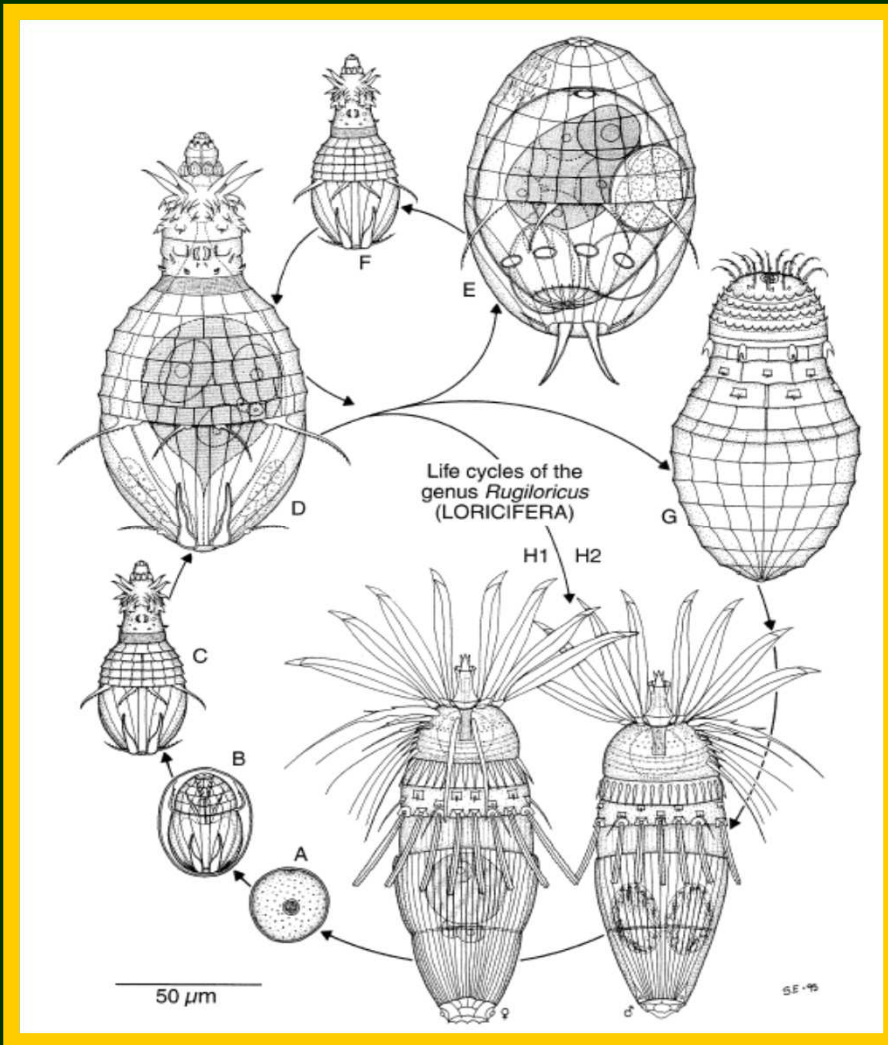 F
E
D
Life cycles of the
genus Rugiloricus
(LORICIFERA)
G
H1 H2
C
B
A
50 µm
♀
♂
S.E-95